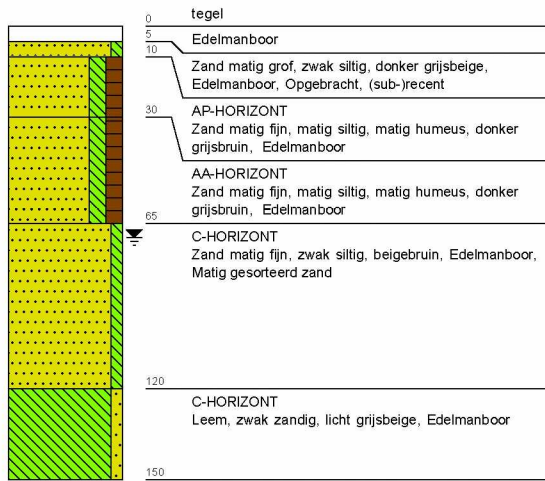 0
tegel
5
Edelmanboor
10
Zand matig grof, zwak siltig, donker grijsbeige,
Edelmanboor, Opgebracht, (sub-)recent
30
AP-HORIZONT
Zand matig fijn, matig siltig, matig humeus, donker
grijsbruin, Edelmanboor
AA-HORIZONT
Zand matig fijn, matig siltig, matig humeus, donker
grijsbruin, Edelmanboor
65
C-HORIZONT
Zand matig fijn, zwak siltig, beigebruin, Edelmanboor,
Matig gesorteerd zand
120
C-HORIZONT
Leem, zwak zandig, licht grijsbeige, Edelmanboor
150